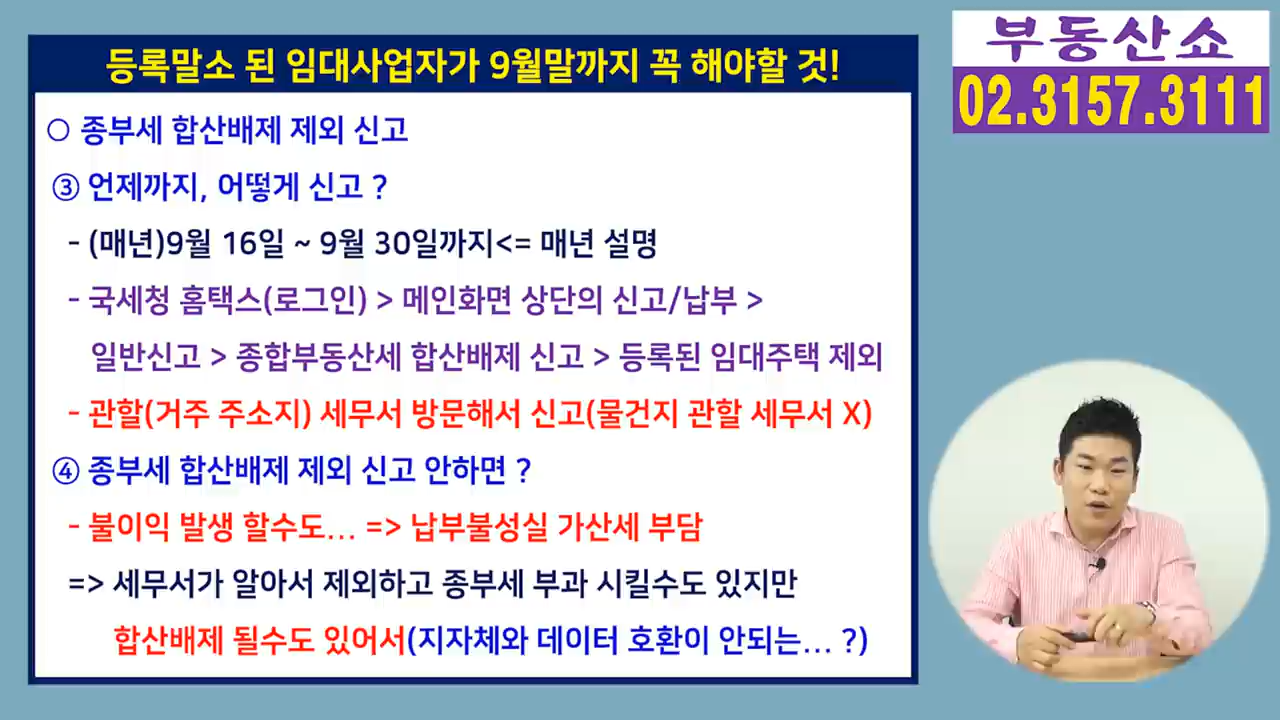 등록말소 된 임대사업자가 9월말까지 꼭 해야할 것!
부동산쇼
02.3157.3111
○ 종부세 합산배제 제외 신고
③ 언제까지, 어떻게 신고 ?
- (매년)9월 16일 ~ 9월 30일까지<= 매년 설명
- 국세청 홈택스(로그인) > 메인화면 상단의 신고/납부 >
일반신고 > 종합부동산세 합산배제 신고 > 등록된 임대주택 제외
- 관할(거주 주소지) 세무서 방문해서 신고(물건지 관할 세무서 X)
④ 종부세 합산배제 제외 신고 안하면 ?
- 불이익 발생 할수도... => 납부불성실 가산세 부담
=> 세무서가 알아서 제외하고 종부세 부과 시킬수도 있지만
합산배제 될수도 있어서(지자체와 데이터 호환이 안되는... ?)